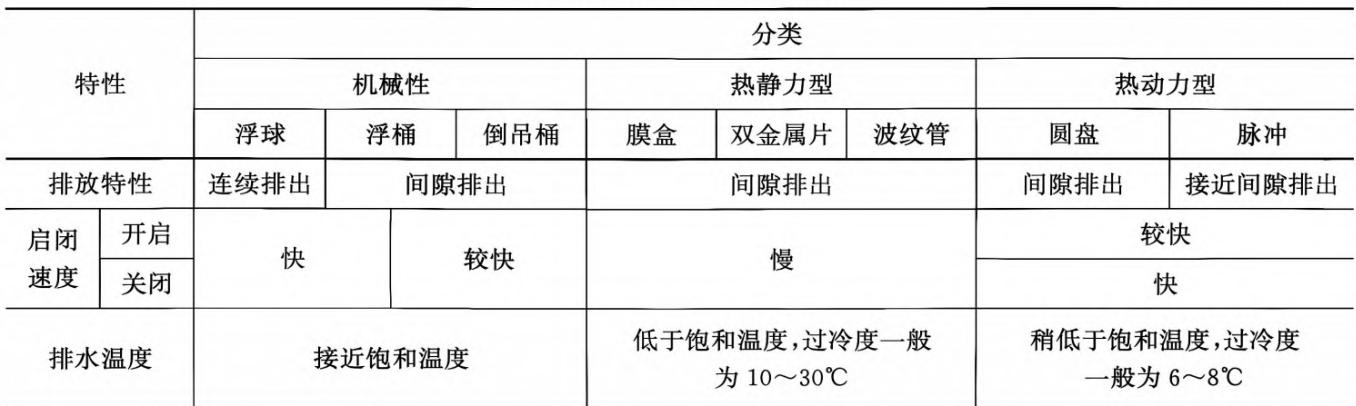 特性 分类
机械性 热静力型 热动力型
浮球 浮桶 倒吊桶 膜盒 双金属片 波纹管 圆盘 脉冲
排放特性 连续排出 间隙排出 间隙排出 间隙排出 接近间隙排出
启闭速度 开启 快 较快 慢 较快
关闭 快
排水温度 接近饱和温度 低于饱和温度,过冷度一般 稍低于饱和温度,过冷度
为 10～30℃ 一般为 6～8℃